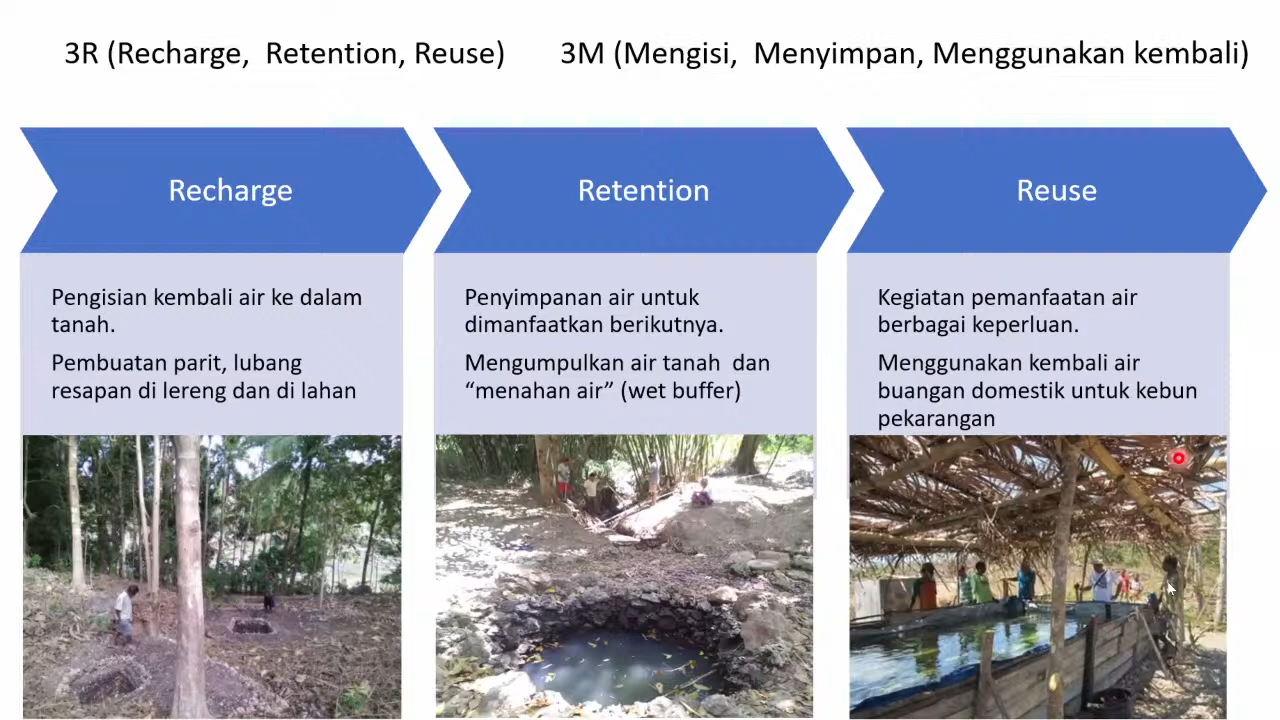 3R (Recharge, Retention, Reuse)
3M (Mengisi, Menyimpan, Menggunakan kembali)
Recharge
Pengisian kembali air ke dalam
tanah.
Pembuatan parit, lubang
resapan di lereng dan di lahan
Retention
Penyimpanan air untuk
dimanfaatkan berikutnya.
Mengumpulkan air tanah dan
“menahan air” (wet buffer)
Reuse
Kegiatan pemanfaatan air
berbagai keperluan.
Menggunakan kembali air
buangan domestik untuk kebun
pekarangan